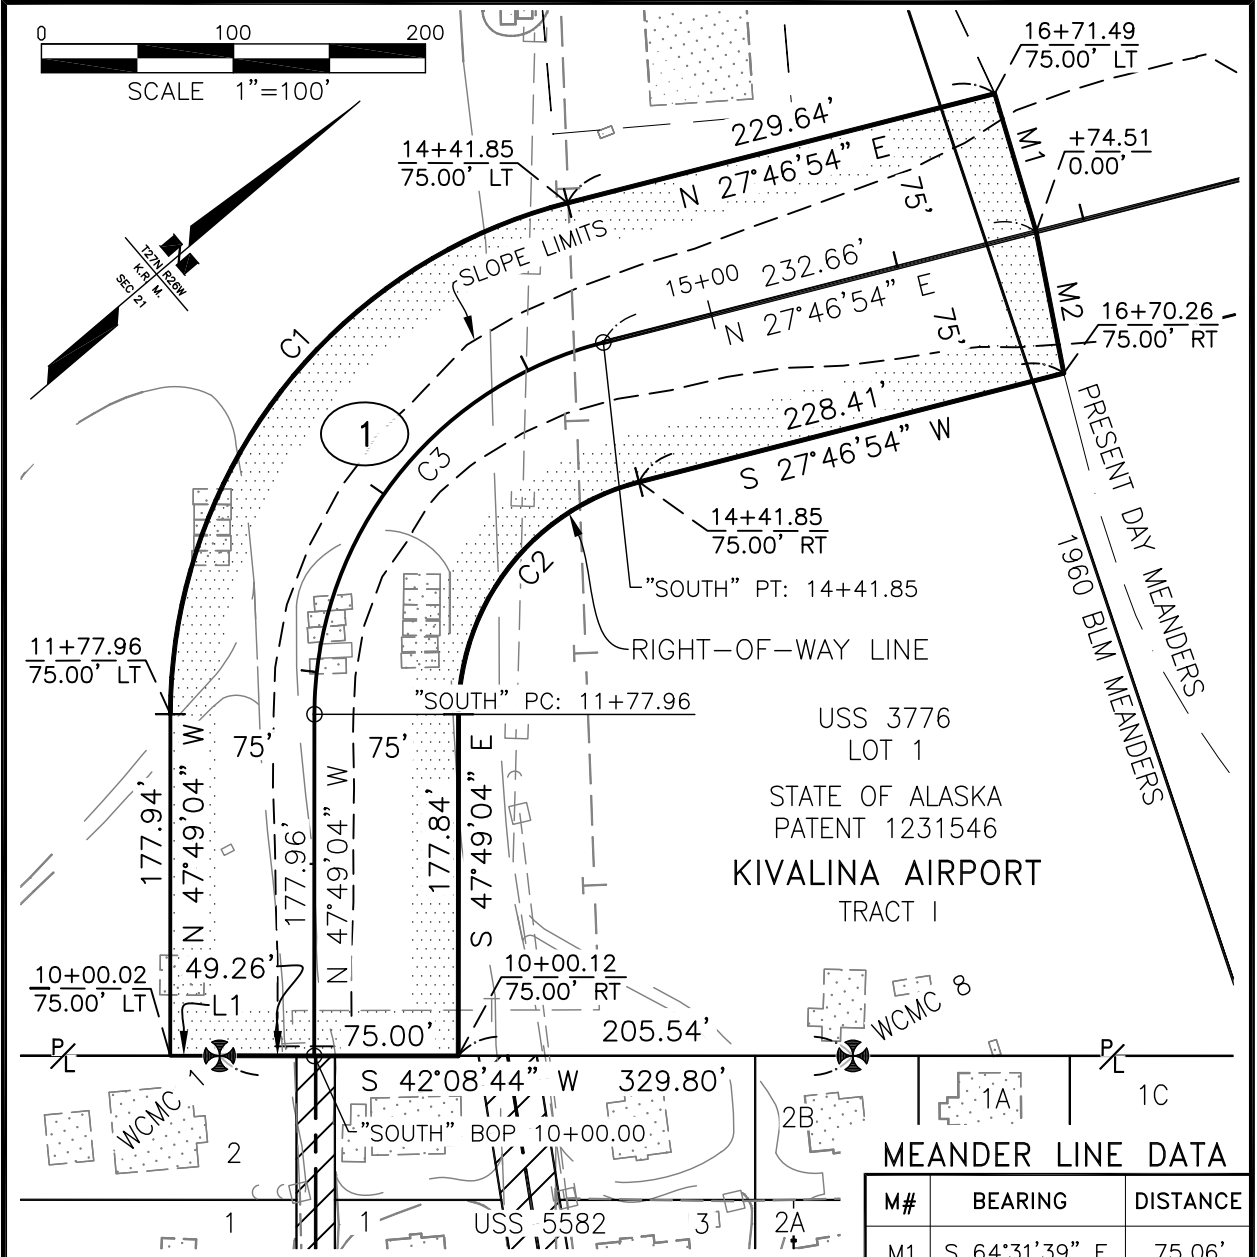 0 100 200
SCALE 1"=100'
16+71.49
75.00' LT
229.64'
N 27°46'54" E
M1
+74.51
0.00'
14+41.85
75.00' LT
75'
SLOPE LIMITS
15+00 232.66'
N 27°46'54" E
75'
M2
16+70.26
75.00' RT
N
T27N R26W
K.R. M.
SEC 21
C1
1
C3
228.41'
S 27°46'54" W
14+41.85
75.00' RT
C2
"SOUTH" PT: 14+41.85
PRESENT DAY MEANDERS
1960 BLM MEANDERS
RIGHT-OF-WAY LINE
11+77.96
75.00' LT
"SOUTH" PC: 11+77.96
75'
75'
177.94'
N 47°49'04" W
177.96'
N 47°49'04" W
177.84'
S 47°49'04" E
USS 3776
LOT 1
STATE OF ALASKA
PATENT 1231546
KIVALINA AIRPORT
TRACT I
10+00.02
75.00' LT
49.26'
L1
75.00'
10+00.12
75.00' RT
205.54'
WCMC 8
P/L
P/L
WCMC 1
S 42°08'44" W 329.80'
"SOUTH" BOP 10+00.00
2
2B
1A
1C
1
1
USS 5582
3
2A
MEANDER LINE DATA
M# BEARING DISTANCE
M1 S 64°31'39" E 75.06'